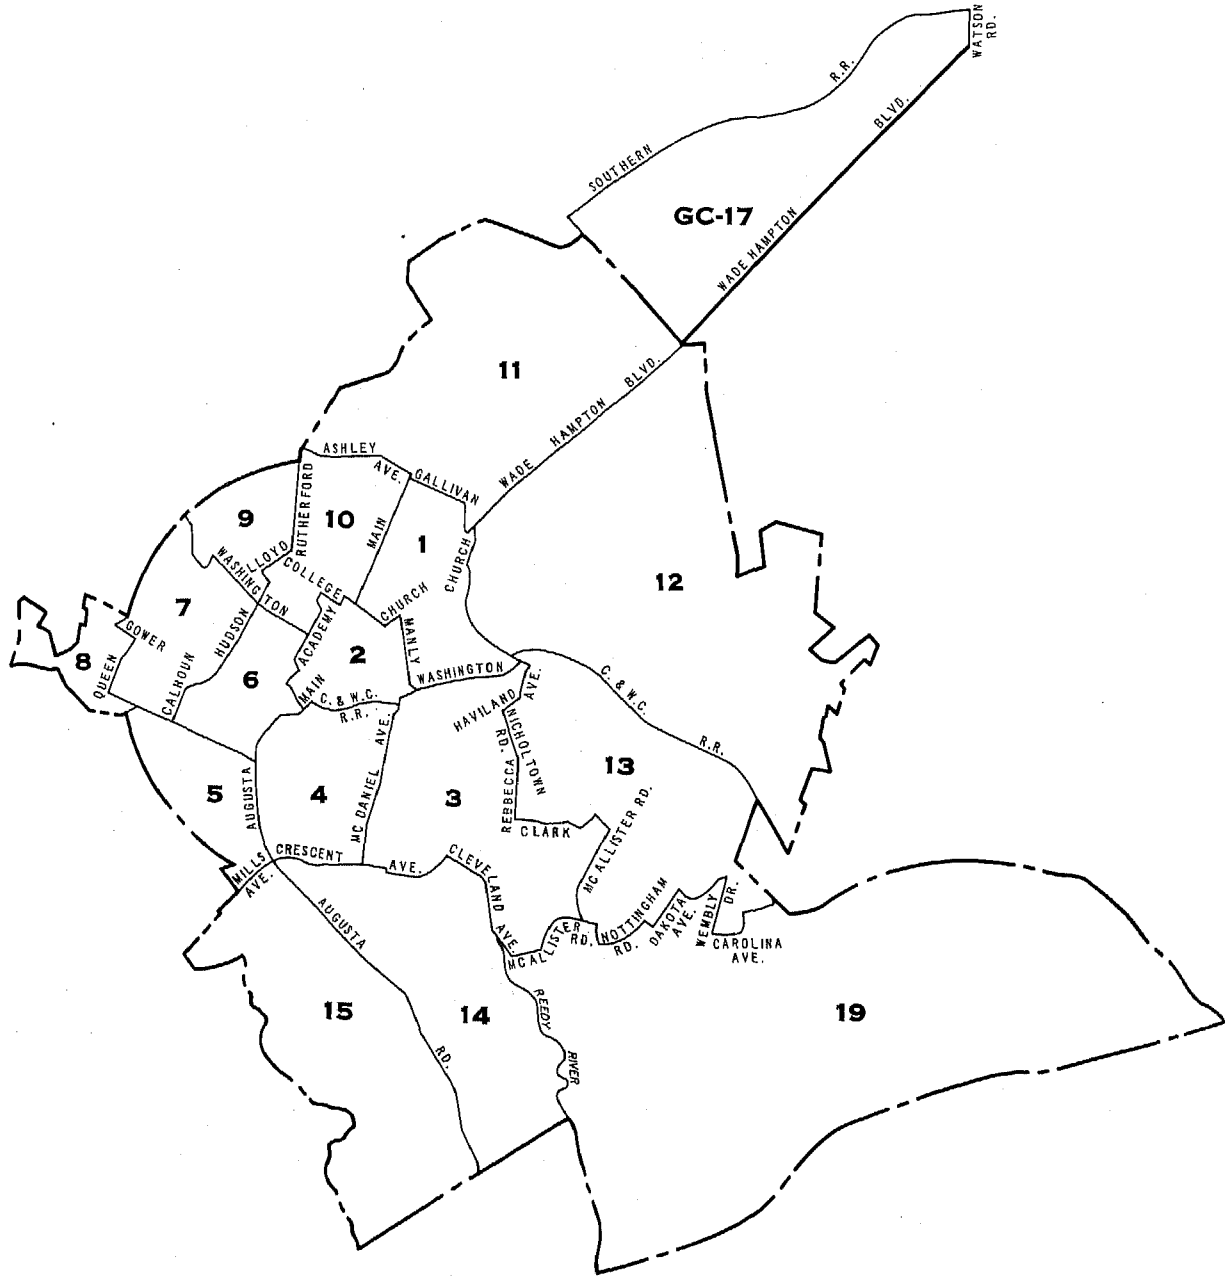 WATSON
RD.
R.R.
BLVD.
SOUTHERN
GC-17
WADE HAMPTON
11
BLVD.
HAMPTON
WADE
ASHLEY
AVE.
GALLIVAN
RUTHERFORD
9
10
MAIN
1
CHURCH
LLOYD
WASHINGTON
COLLEGE
CHURCH
12
7
GOWER
HUDSON
ACADEMY
2
MANLY
8
QUEEN
CALHOUN
6
MAIN
C. & W.C.
R.R.
WASHINGTON
HAVILAND
AVE.
C. & W.C.
R.R.
NICHOLTOWN
RD.
REBBECCA
13
5
AUGUSTA
4
MC DANIEL
AVE.
3
CLARK
MC ALLISTER RD.
MILLS
AVE.
CRESCENT
AVE.
CLEVELAND
AVE.
AUGUSTA
RD.
MCALLISTER
RD.
NOTTINGHAM
RD.
DAKOTA
AVE.
WEMBLY
DR.
CAROLINA
AVE.
15
14
REEDY
RIVER
19